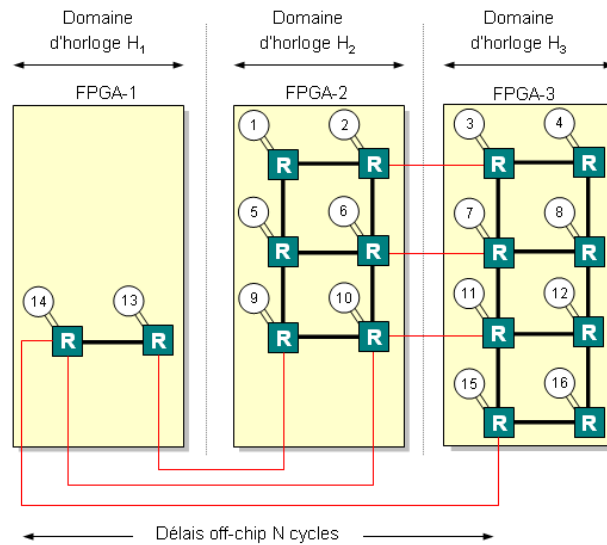 Domaine
d'horloge H1
Domaine
d'horloge H2
Domaine
d'horloge H3
FPGA-1
FPGA-2
FPGA-3
1
2
3
4
R
R
R
R
5
6
7
8
R
R
R
R
14
13
9
10
11
12
R
R
R
R
R
R
15
16
R
R
Délais off-chip N cycles